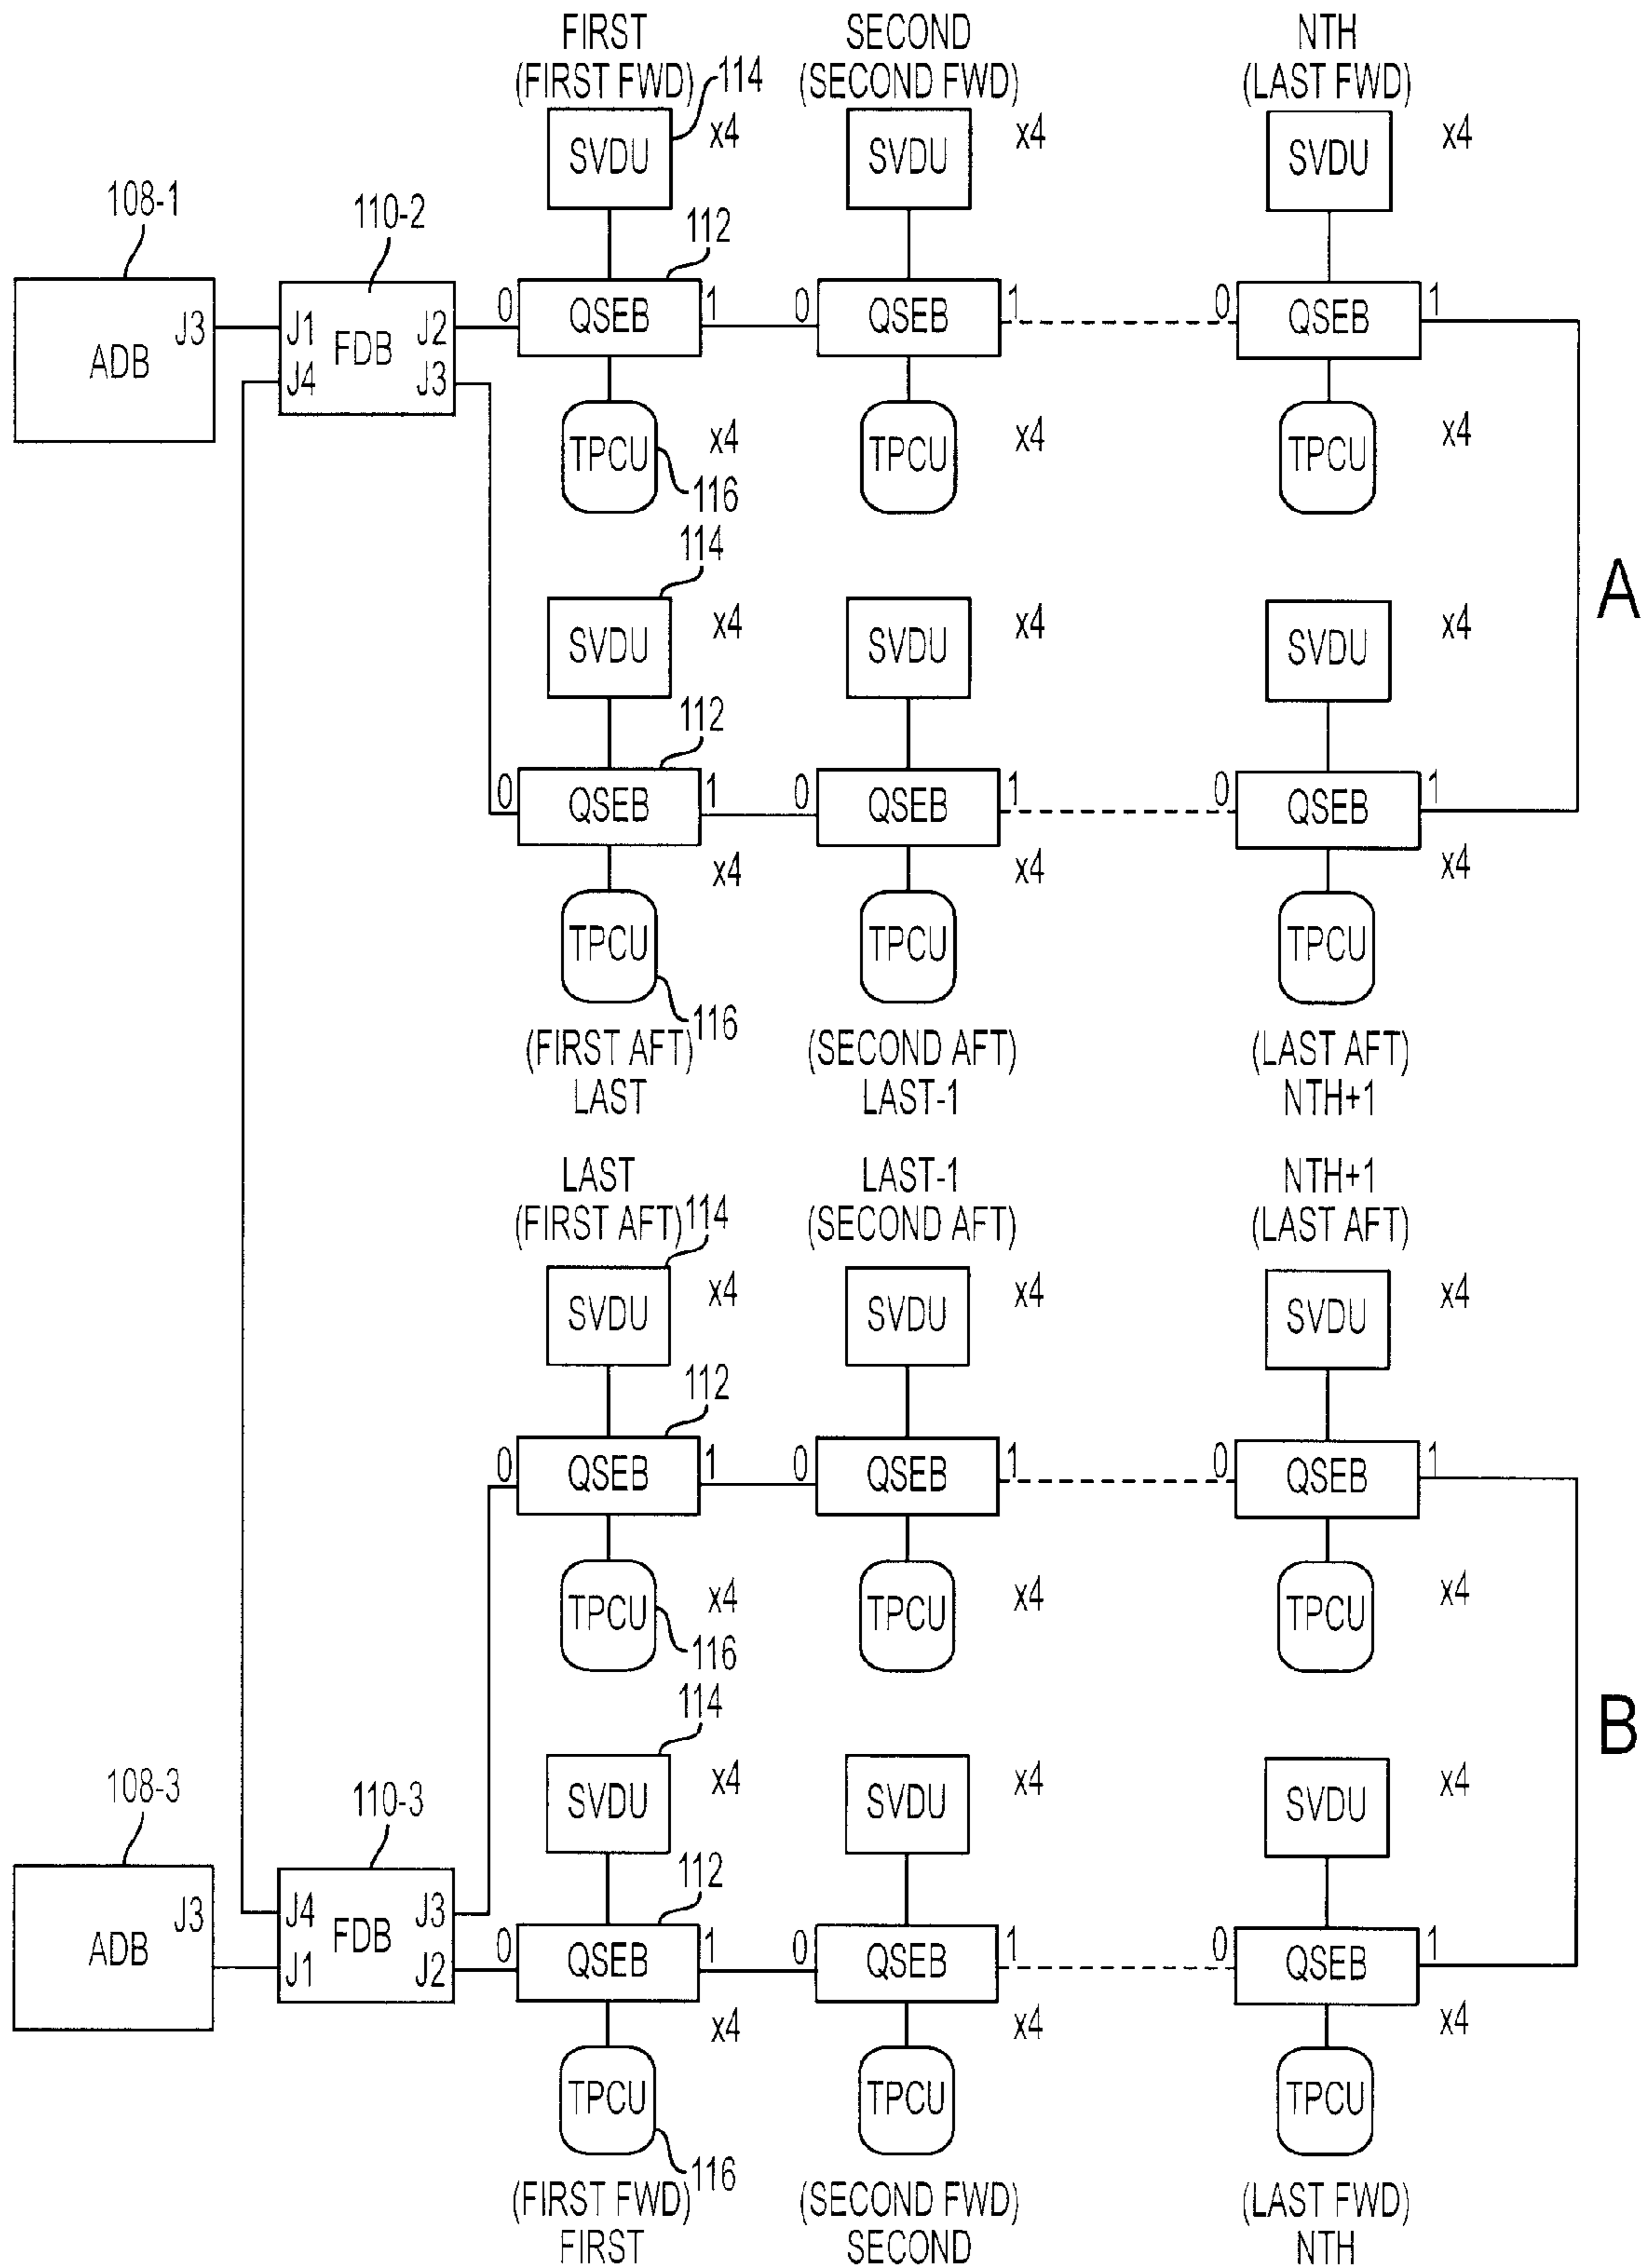 FIRST
(FIRST FWD)
SECOND
(SECOND FWD)
NTH
(LAST FWD)
114
SVDU x4 SVDU x4 SVDU x4
108-1 110-2 112
ADB J3 J1 J4 FDB J2 J3 0 QSEB 1 0 QSEB 1 0 QSEB 1
TPCU x4 TPCU x4 TPCU x4
116
A
114
SVDU x4 SVDU x4 SVDU x4
112
0 QSEB 1 0 QSEB 1 0 QSEB 1
x4 x4 x4
TPCU TPCU TPCU
116
(FIRST AFT)
LAST
(SECOND AFT)
LAST-1
(LAST AFT)
NTH+1
LAST
(FIRST AFT)
LAST-1
(SECOND AFT)
NTH+1
(LAST AFT)
114
SVDU x4 SVDU x4 SVDU x4
112
0 QSEB 1 0 QSEB 1 0 QSEB 1
TPCU x4 TPCU x4 TPCU x4
116
B
114
SVDU x4 SVDU x4 SVDU x4
108-3 110-3 112
ADB J3 J4 J1 FDB J3 J2 0 QSEB 1 0 QSEB 1 0 QSEB 1
x4 x4 x4
TPCU TPCU TPCU
116
(FIRST FWD)
FIRST
(SECOND FWD)
SECOND
(LAST FWD)
NTH